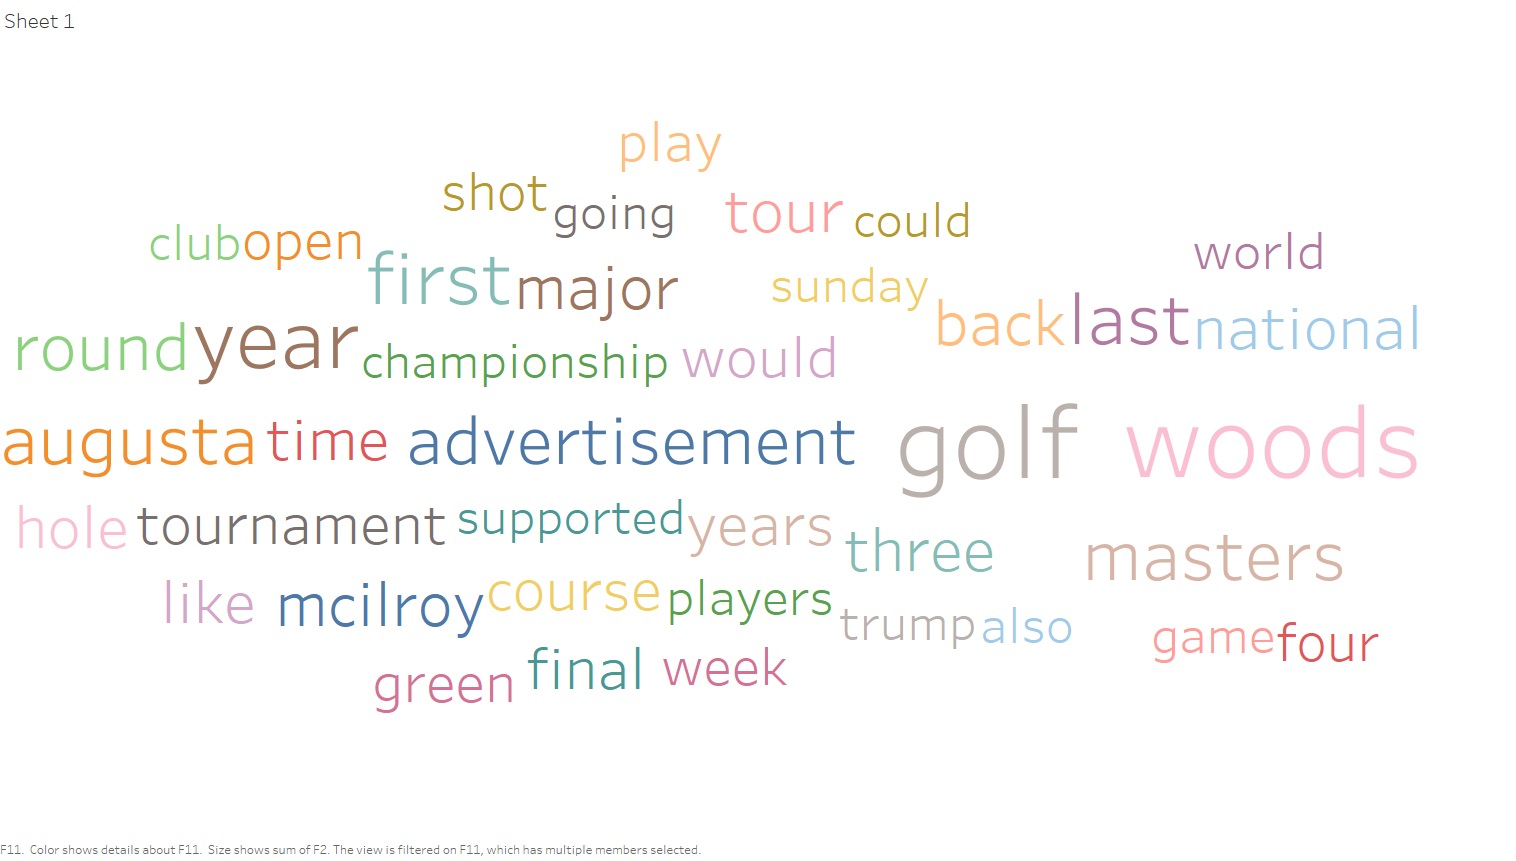 Sheet 1
play
shot going tour could
club open first major sunday world
round year championship would back last national
augusta time advertisement golf woods
hole tournament supported years three masters
like mcilroy course players trump also game four
green final week
F11. Color shows details about F11. Size shows sum of F2. The view is filtered on F11, which has multiple members selected.